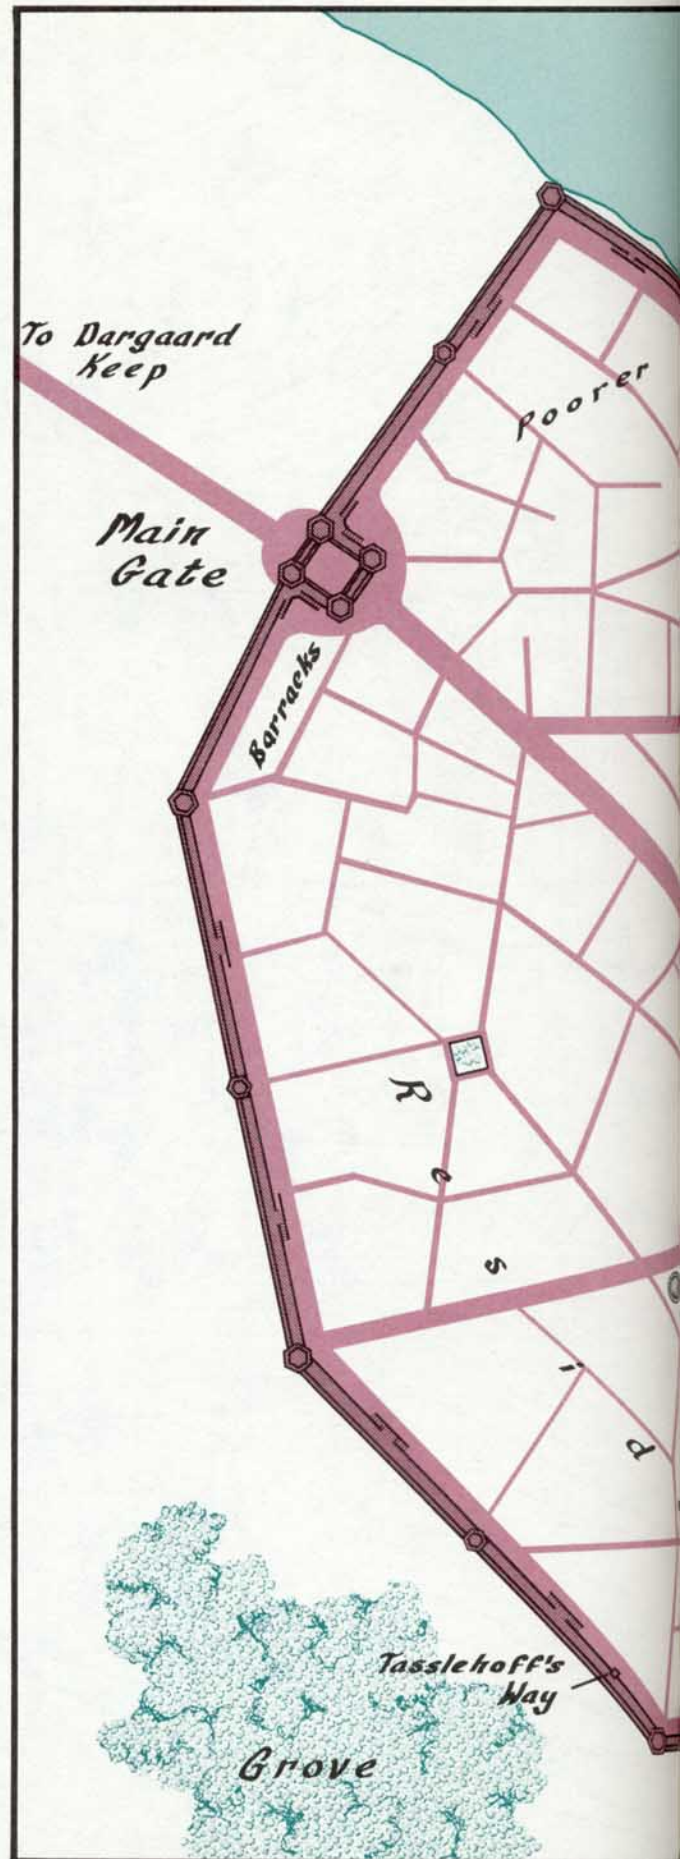 To Dargaard
Keep
Poorer
Main
Gate
Barracks
R e s i d
Tasslehoff's
Way
Grove